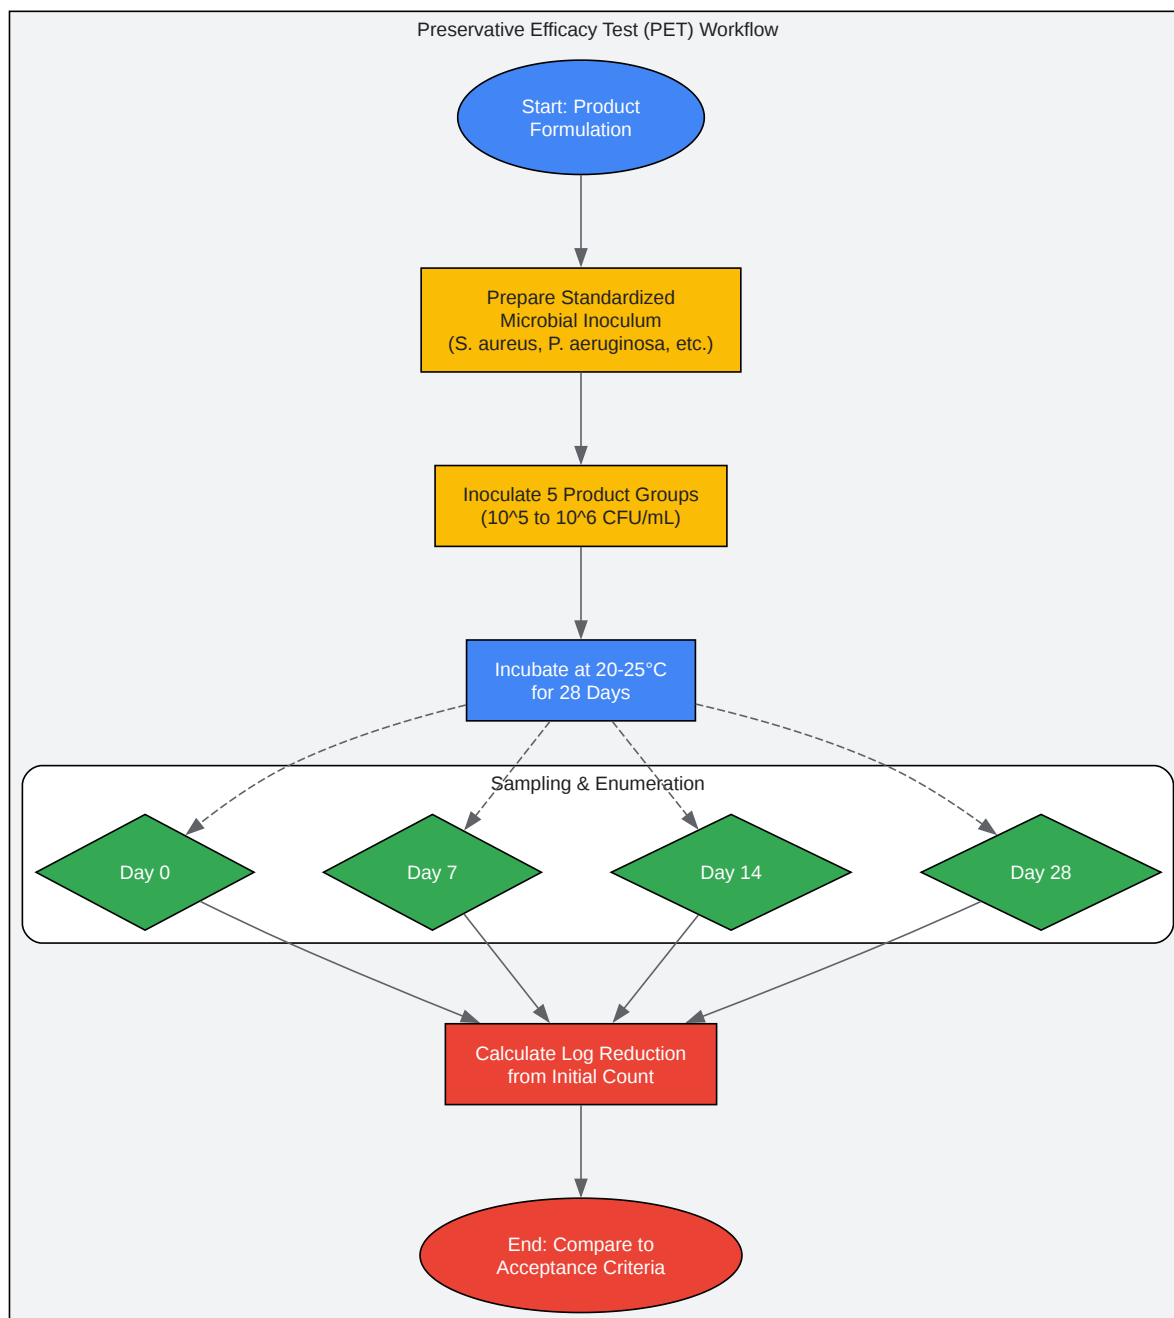 Preservative Efficacy Test (PET) Workflow
Start: Product
Formulation
Prepare Standardized
Microbial Inoculum
(S. aureus, P. aeruginosa, etc.)
Inoculate 5 Product Groups
(10^5 to 10^6 CFU/mL)
Incubate at 20-25°C
for 28 Days
Sampling & Enumeration
Day 0
Day 7
Day 14
Day 28
Calculate Log Reduction
from Initial Count
End: Compare to
Acceptance Criteria